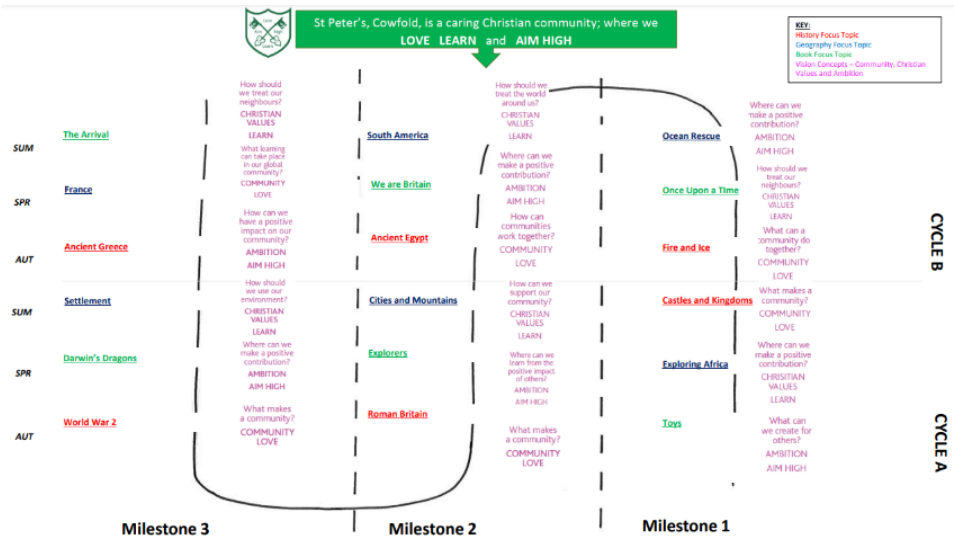 St Peter's, Cowfold, is a caring Christian community; where we
LOVE LEARN and AIM HIGH
KEY:
History Focus Topic
Geography Focus Topic
Book Focus Topic
Vision Concepts – Community, Christian
Values and Ambition
SUM
The Arrival
How should
we treat our
neighbours?
CHRISTIAN
VALUES
LEARN
South America
How should we
treat the world
around us?
CHRISTIAN
VALUES
LEARN
Ocean Rescue
Where can we
make a positive
contribution?
AMBITION
AIM HIGH
SPR
France
What learning
can take place
in our global
community?
COMMUNITY
LOVE
We are Britain
Where can we
make a positive
contribution?
AMBITION
AIM HIGH
Once Upon a Time
How should we
treat our
neighbours?
CHRISTIAN
VALUES
LEARN
AUT
Ancient Greece
How can we
have a positive
impact on our
community?
AMBITION
AIM HIGH
Ancient Egypt
How can
communities
work together?
COMMUNITY
LOVE
Fire and Ice
What can a
community do
together?
COMMUNITY
LOVE
CYCLE B
SUM
Settlement
How should
we use our
environment?
CHRISTIAN
VALUES
LEARN
Cities and Mountains
How can we
support our
community?
CHRISTIAN
VALUES
LEARN
Castles and Kingdoms
What makes a
community?
COMMUNITY
LOVE
SPR
Darwin's Dragons
Where can we
make a positive
contribution?
AMBITION
AIM HIGH
Explorers
Where can we
learn from the
positive impact
of others?
AMBITION
AIM HIGH
Exploring Africa
Where can we
make a positive
contribution?
CHRISITIAN
VALUES
LEARN
AUT
World War 2
What makes
a community?
COMMUNITY
LOVE
Roman Britain
What makes
a community?
COMMUNITY
LOVE
Toys
What can
we create for
others?
AMBITION
AIM HIGH
CYCLE A
Milestone 3
Milestone 2
Milestone 1